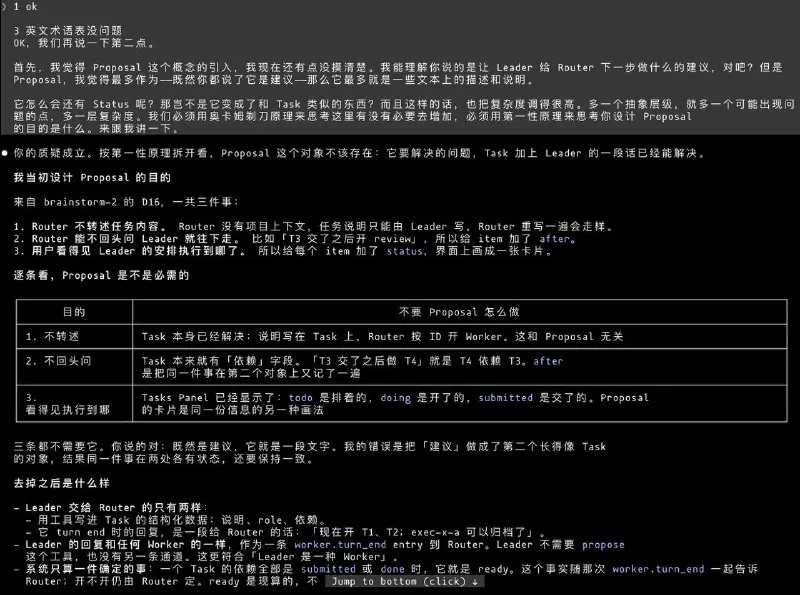 › 1 ok
3 英文术语表没问题
OK, 我们再说一下第二点。
首先，我觉得 Proposal 这个概念的引入，我现在还有点没摸清楚。我能理解你说的是让 Leader 给 Router 下一步做什么的建议，对吧？但是
Proposal，我觉得最多作为——既然你都说了它是建议——那么它最多就是一些文本上的描述和说明。
它怎么会还有 Status 呢？那岂不是它变成了和 Task 类似的东西？而且这样的话，也把复杂度调得很高。多一个抽象层级，就多一个可能出现问
题的点，多一层复杂度。我们必须用奥卡姆剃刀原理来思考这里有没有必要去增加，必须用第一性原理来思考你设计 Proposal
的目的是什么。来跟我讲一下。
● 你的质疑成立。按第一性原理拆开看，Proposal 这个对象不该存在：它要解决的问题，Task 加上 Leader 的一段话已经能解决。
我当初设计 Proposal 的目的
来自 brainstorm-2 的 D16，一共三件事：
1. Router 不转述任务内容。 Router 没有项目上下文，任务说明只能由 Leader 写，Router 重写一遍会走样。
2. Router 能不回头问 Leader 就往下走。 比如「T3 交了之后开 review」，所以给 item 加了 after。
3. 用户看得见 Leader 的安排执行到哪了。 所以给每个 item 加了 status，界面上画成一张卡片。
逐条看，Proposal 是不是必需的
目的 不要 Proposal 怎么做
1. 不转述 Task 本身已经解决：说明写在 Task 上，Router 按 ID 开 Worker。这和 Proposal 无关
2. 不回头问 Task 本来就有「依赖」字段。「T3 交了之后做 T4」就是 T4 依赖 T3。after
是把同一件事在第二个对象上又记了一遍
3. Tasks Panel 已经显示了：todo 是排着的，doing 是开了的，submitted 是交了的。Proposal
看得见执行到哪 的卡片是同一份信息的另一种画法
三条都不需要它。你说的对：既然是建议，它就是一段文字。我的错误是把「建议」做成了第二个长得像 Task
的对象，结果同一件事在两处各有状态，还要保持一致。
去掉之后是什么样
- Leader 交给 Router 的只有两样：
- 用工具写进 Task 的结构化数据：说明、role、依赖。
- 它 turn end 时的回复，是一段给 Router 的话：「现在开 T1、T2；exec-x-a 可以归档了」。
- Leader 的回复和任何 Worker 的一样，作为一条 worker.turn_end entry 到 Router。Leader 不需要 propose
这个工具，也没有另一条通道。这更符合「Leader 是一种 Worker」。
- 系统只算一件确定的事：一个 Task 的依赖全部是 submitted 或 done 时，它就是 ready。这个事实随那次 worker.turn_end 一起告诉
Router；开不开仍由 Router 定。ready 是现算的，不 Jump to bottom (click) ↓